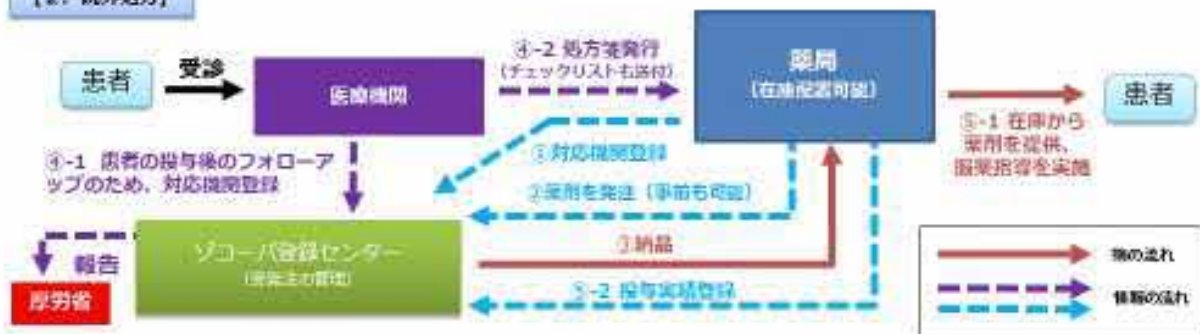 【2. 院外処方】
④-2 処方箋発行
(チェックリストも送付)
患者
受診
医療機関
薬局
(在庫配置可能)
患者
⑤-1 在庫から
薬剤を提供、
服薬指導を実施
④-1 患者の投与後のフォローア
ップのため、対応機関登録
①対応機関登録
②薬剤を発注(事前も可能)
ゾコーバ登録センター
(受発注の管理)
③納品
⑤-2 投与実績登録
報告
厚労省
物の流れ
情報の流れ